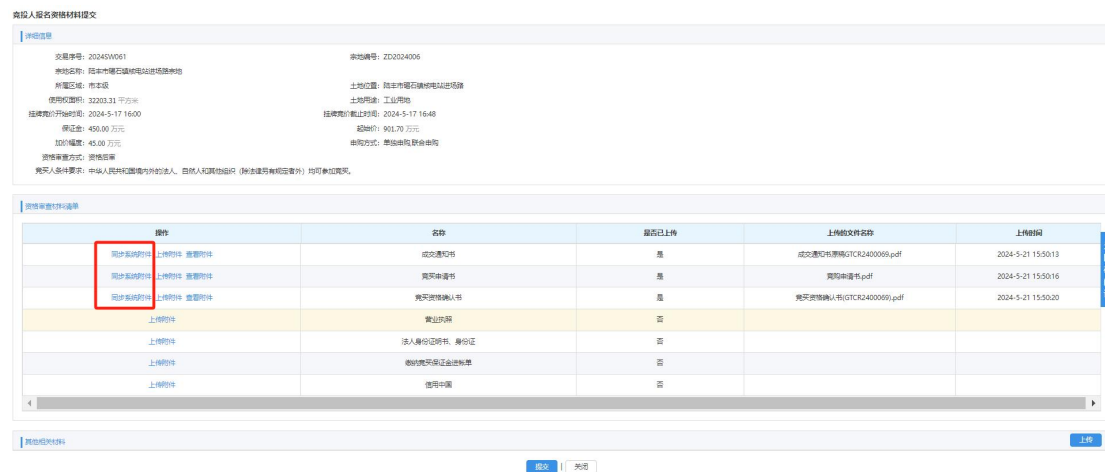 竞投人报名资格材料提交
详细信息
交易序号：2024SW061 宗地编号：ZD2024006
宗地名称：陆丰市碣石镇核电站进场路宗地
所属区域：市本级 土地位置：陆丰市碣石镇核电站进场路
使用权面积：32203.31 平方米 土地用途：工业用地
挂牌竞价开始时间：2024-5-17 16:00 挂牌竞价截止时间：2024-5-17 16:48
保证金：450.00 万元 起始价：901.70 万元
加价幅度：45.00 万元 申购方式：单独申购,联合申购
资格审查方式：资格后审
竞买人条件要求：中华人民共和国境内外的法人、自然人和其他组织（除法律另有规定者外）均可参加竞买。
资格审查材料清单
操作 名称 是否已上传 上传的文件名称 上传时间
同步系统附件 上传附件 查看附件 成交通知书 是 成交通知书原稿GTCR2400069.pdf 2024-5-21 15:50:13
同步系统附件 上传附件 查看附件 竞买申请书 是 竞购申请书.pdf 2024-5-21 15:50:16
同步系统附件 上传附件 查看附件 竞买资格确认书 是 竞买资格确认书(GTCR2400069).pdf 2024-5-21 15:50:20
上传附件 营业执照 否
上传附件 法人身份证明书、身份证 否
上传附件 缴纳竞买保证金进帐单 否
上传附件 信用中国 否
其他相关材料 上传
提交 | 关闭